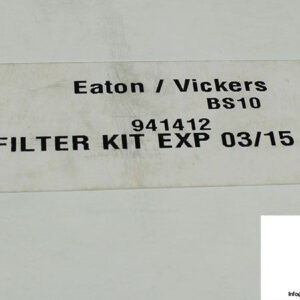 Eaton / Vickers
BS10
941412
FILTER KIT EXP 03/15